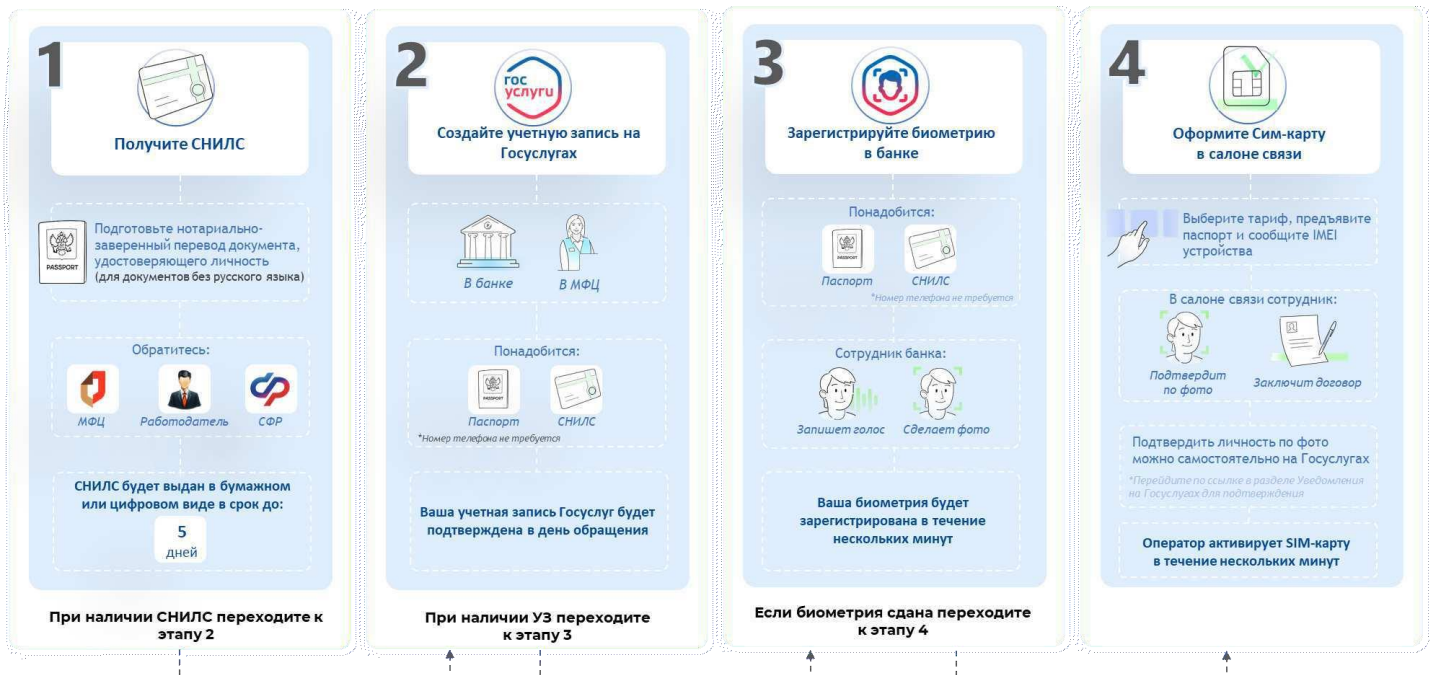 1
Получите СНИЛС
PASSPORT
Подготовьте нотариально-
заверенный перевод документа,
удостоверяющего личность
(для документов без русского языка)
Обратитесь:
МФЦ
Работодатель
СФР
СНИЛС будет выдан в бумажном
или цифровом виде в срок до:
5
дней
При наличии СНИЛС переходите к
этапу 2
2
гос
услуги
Создайте учетную запись на
Госуслугах
В банке
В МФЦ
Понадобится:
PASSPORT
Паспорт
СНИЛС
*Номер телефона не требуется
Ваша учетная запись Госуслуг будет
подтверждена в день обращения
При наличии УЗ переходите
к этапу 3
3
Зарегистрируйте биометрию
в банке
Понадобится:
PASSPORT
Паспорт
СНИЛС
*Номер телефона не требуется
Сотрудник банка:
Запишет голос
Сделает фото
Ваша биометрия будет
зарегистрирована в течение
нескольких минут
Если биометрия сдана переходите
к этапу 4
4
Оформите Сим-карту
в салоне связи
Выберите тариф, предъявите
паспорт и сообщите IMEI
устройства
В салоне связи сотрудник:
Подтвердит
по фото
Заключит договор
Подтвердить личность по фото
можно самостоятельно на Госуслугах
*Перейдите по ссылке в разделе Уведомления
на Госуслугах для подтверждения
Оператор активирует SIM-карту
в течение нескольких минут